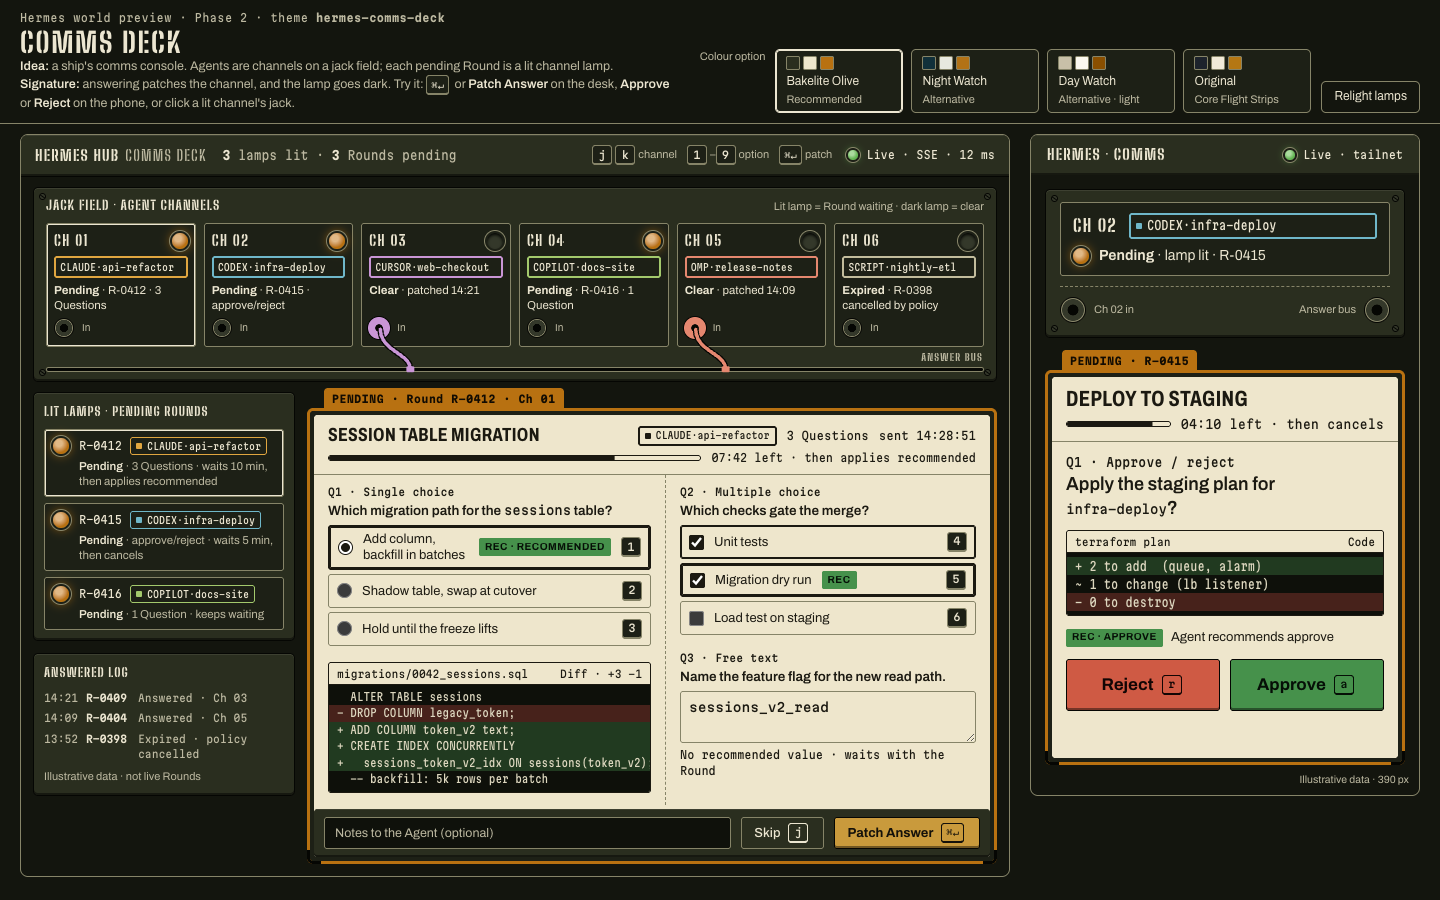 Hermes world preview · Phase 2 · theme hermes-comms-deck
COMMS DECK
Idea: a ship's comms console. Agents are channels on a jack field; each pending Round is a lit channel lamp.
Signature: answering patches the channel, and the lamp goes dark. Try it: ⌘↵ or Patch Answer on the desk, Approve
or Reject on the phone, or click a lit channel's jack.
Colour option
Bakelite Olive
Recommended
Night Watch
Alternative
Day Watch
Alternative · light
Original
Core Flight Strips
Relight lamps
HERMES HUB COMMS DECK 3 lamps lit · 3 Rounds pending
j k channel 1 – 9 option ⌘↵ patch Live · SSE · 12 ms
JACK FIELD · AGENT CHANNELS
Lit lamp = Round waiting · dark lamp = clear
CH 01
CLAUDE·api-refactor
Pending · R-0412 · 3
Questions
In
CH 02
CODEX·infra-deploy
Pending · R-0415 ·
approve/reject
In
CH 03
CURSOR·web-checkout
Clear · patched 14:21
In
CH 04
COPILOT·docs-site
Pending · R-0416 · 1
Question
In
CH 05
OMP·release-notes
Clear · patched 14:09
In
CH 06
SCRIPT·nightly-etl
Expired · R-0398
cancelled by policy
In
ANSWER BUS
LIT LAMPS · PENDING ROUNDS
R-0412 CLAUDE·api-refactor
Pending · 3 Questions · waits 10 min,
then applies recommended
R-0415 CODEX·infra-deploy
Pending · approve/reject · waits 5 min,
then cancels
R-0416 COPILOT·docs-site
Pending · 1 Question · keeps waiting
ANSWERED LOG
14:21 R-0409 Answered · Ch 03
14:09 R-0404 Answered · Ch 05
13:52 R-0398 Expired · policy
cancelled
Illustrative data · not live Rounds
PENDING · Round R-0412 · Ch 01
SESSION TABLE MIGRATION
CLAUDE·api-refactor 3 Questions sent 14:28:51
07:42 left · then applies recommended
Q1 · Single choice
Which migration path for the sessions table?
Add column,
backfill in batches
REC · RECOMMENDED 1
Shadow table, swap at cutover 2
Hold until the freeze lifts 3
migrations/0042_sessions.sql Diff · +3 −1
ALTER TABLE sessions
− DROP COLUMN legacy_token;
+ ADD COLUMN token_v2 text;
+ CREATE INDEX CONCURRENTLY
+ sessions_token_v2_idx ON sessions(token_v2)
-- backfill: 5k rows per batch
Q2 · Multiple choice
Which checks gate the merge?
Unit tests 4
Migration dry run REC 5
Load test on staging 6
Q3 · Free text
Name the feature flag for the new read path.
sessions_v2_read
No recommended value · waits with the
Round
Notes to the Agent (optional)
Skip j
Patch Answer ⌘↵
HERMES · COMMS
Live · tailnet
CH 02 CODEX·infra-deploy
Pending · lamp lit · R-0415
Ch 02 in
Answer bus
PENDING · R-0415
DEPLOY TO STAGING
04:10 left · then cancels
Q1 · Approve / reject
Apply the staging plan for
infra-deploy?
terraform plan Code
+ 2 to add (queue, alarm)
~ 1 to change (lb listener)
− 0 to destroy
REC · APPROVE Agent recommends approve
Reject r
Approve a
Illustrative data · 390 px